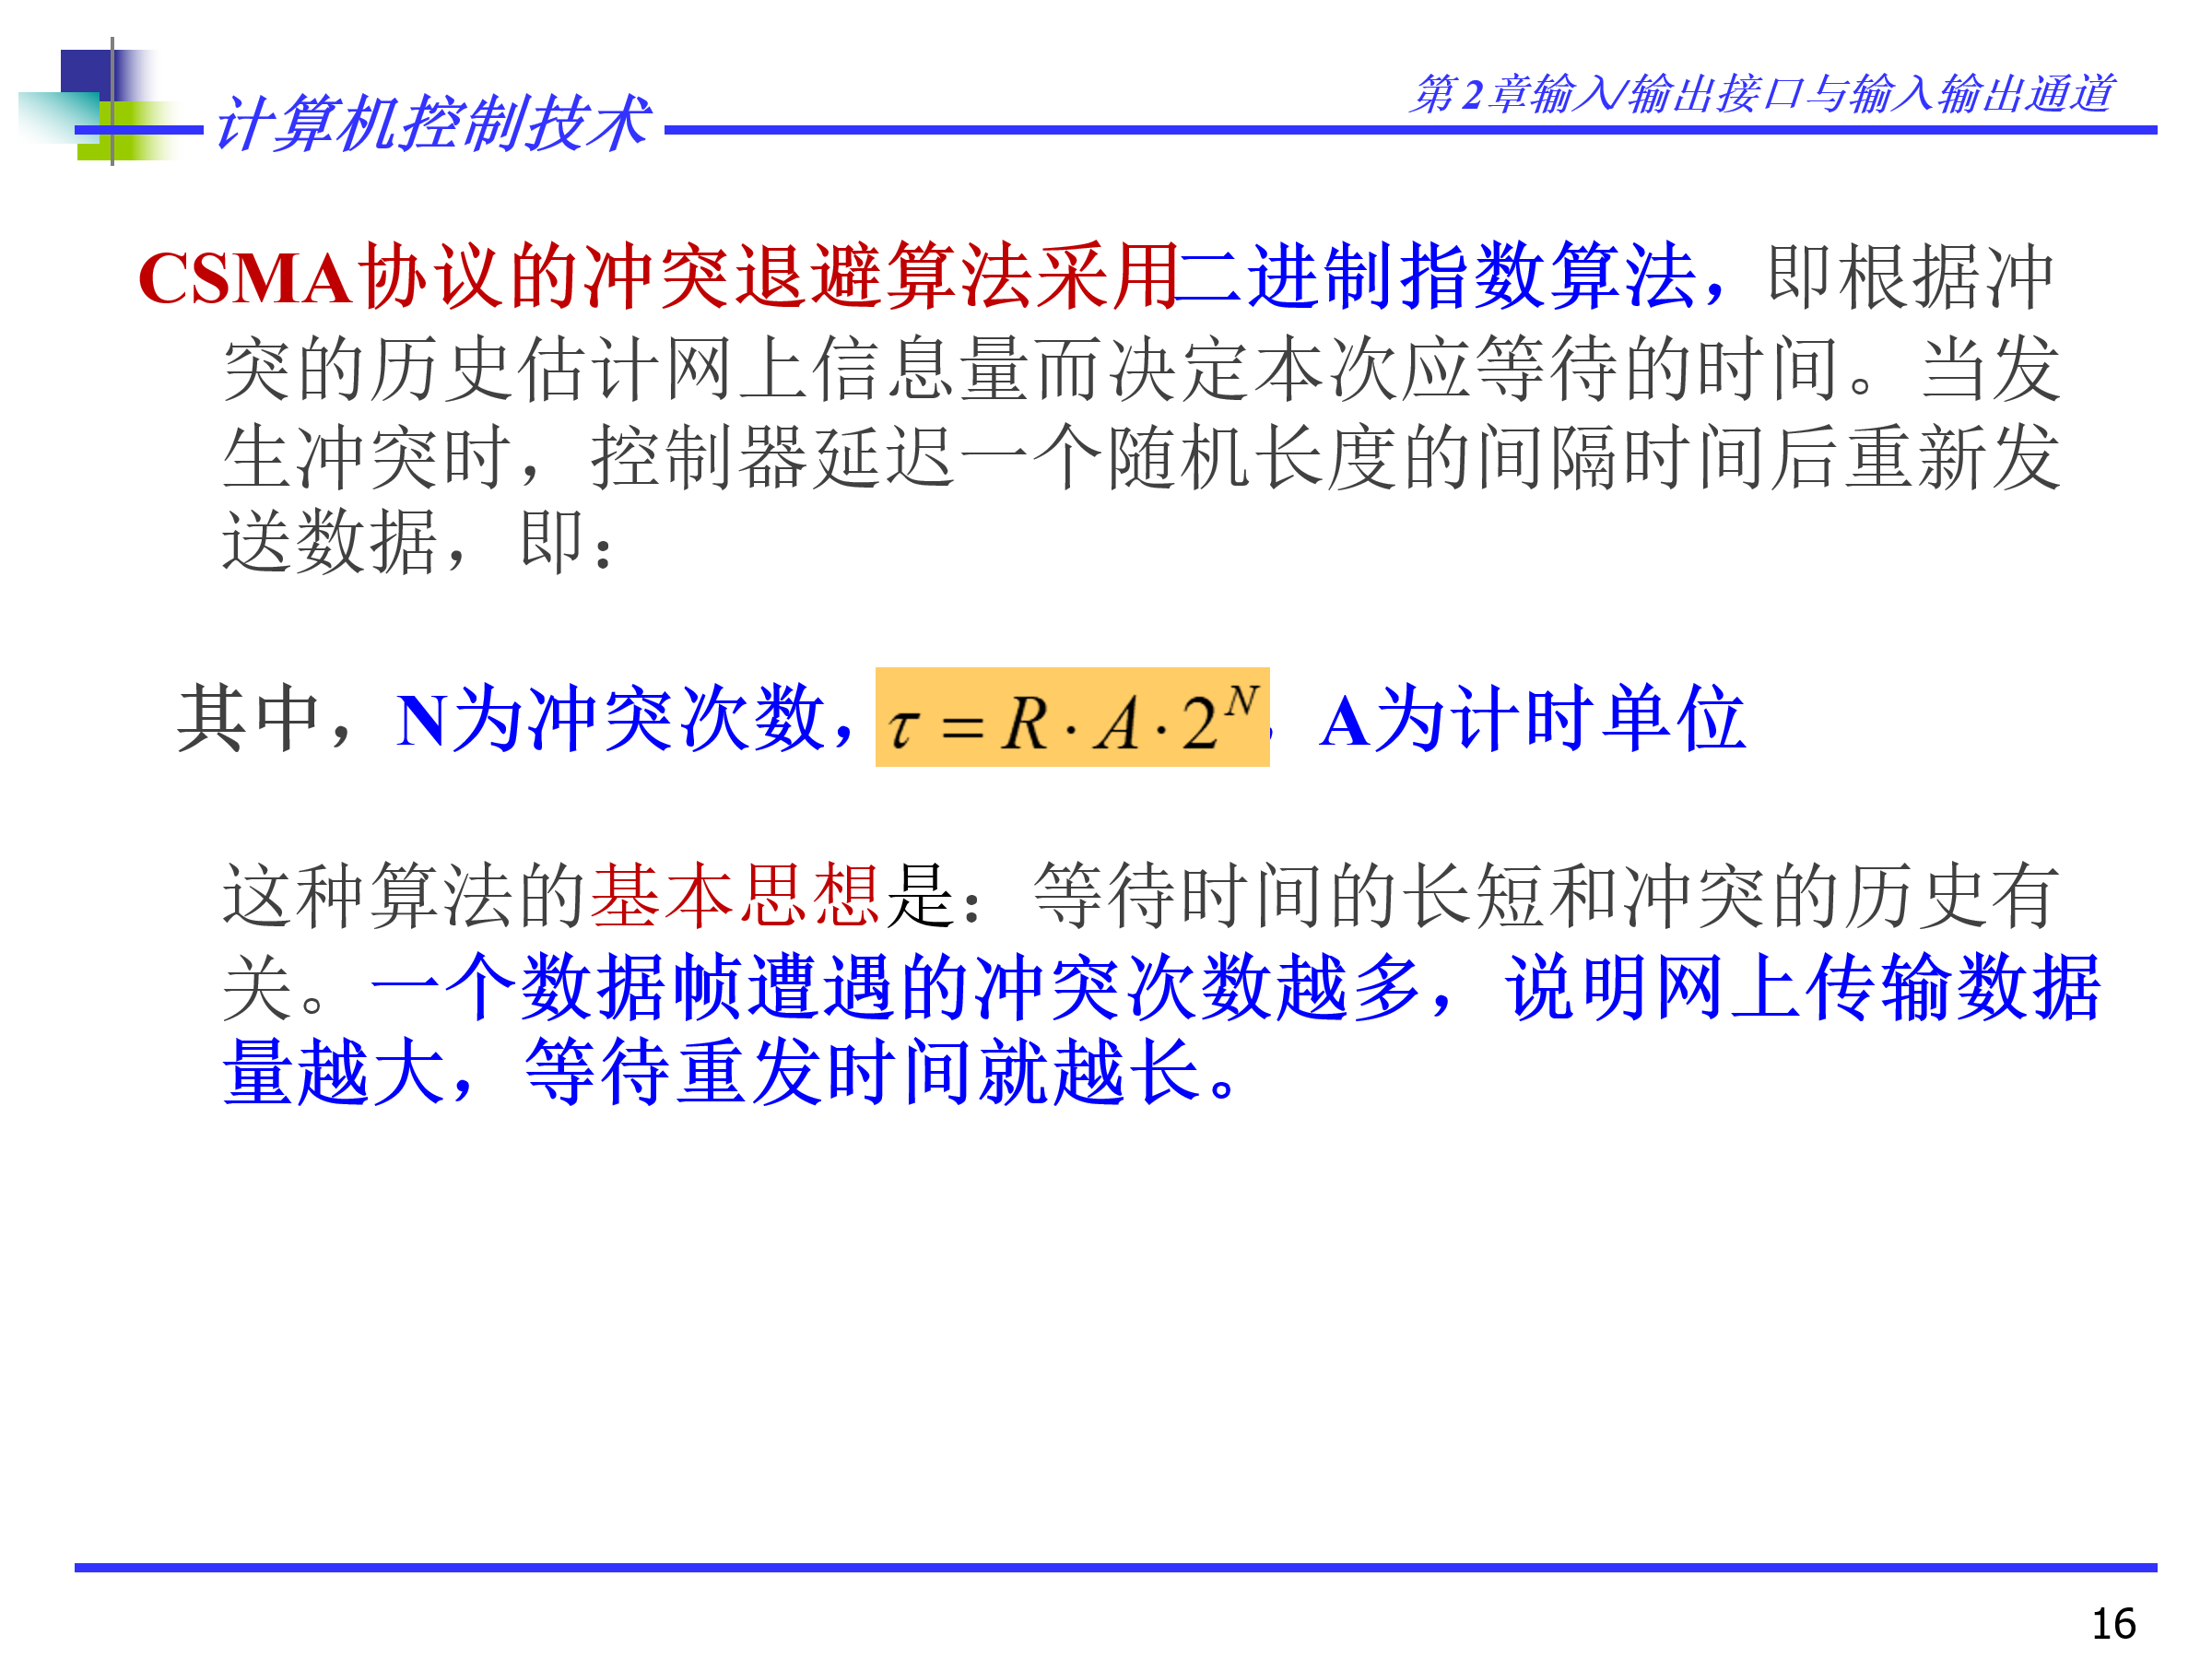 计算机控制技术
第2章输入/输出接口与输入输出通道
CSMA协议的冲突退避算法采用二进制指数算法，即根据冲
突的历史估计网上信息量而决定本次应等待的时间。当发
生冲突时，控制器延迟一个随机长度的间隔时间后重新发
送数据，即：
其中，N为冲突次数， τ = R · A · 2^N ，A为计时单位
这种算法的基本思想是：等待时间的长短和冲突的历史有
关。一个数据帧遭遇的冲突次数越多，说明网上传输数据
量越大，等待重发时间就越长。
16